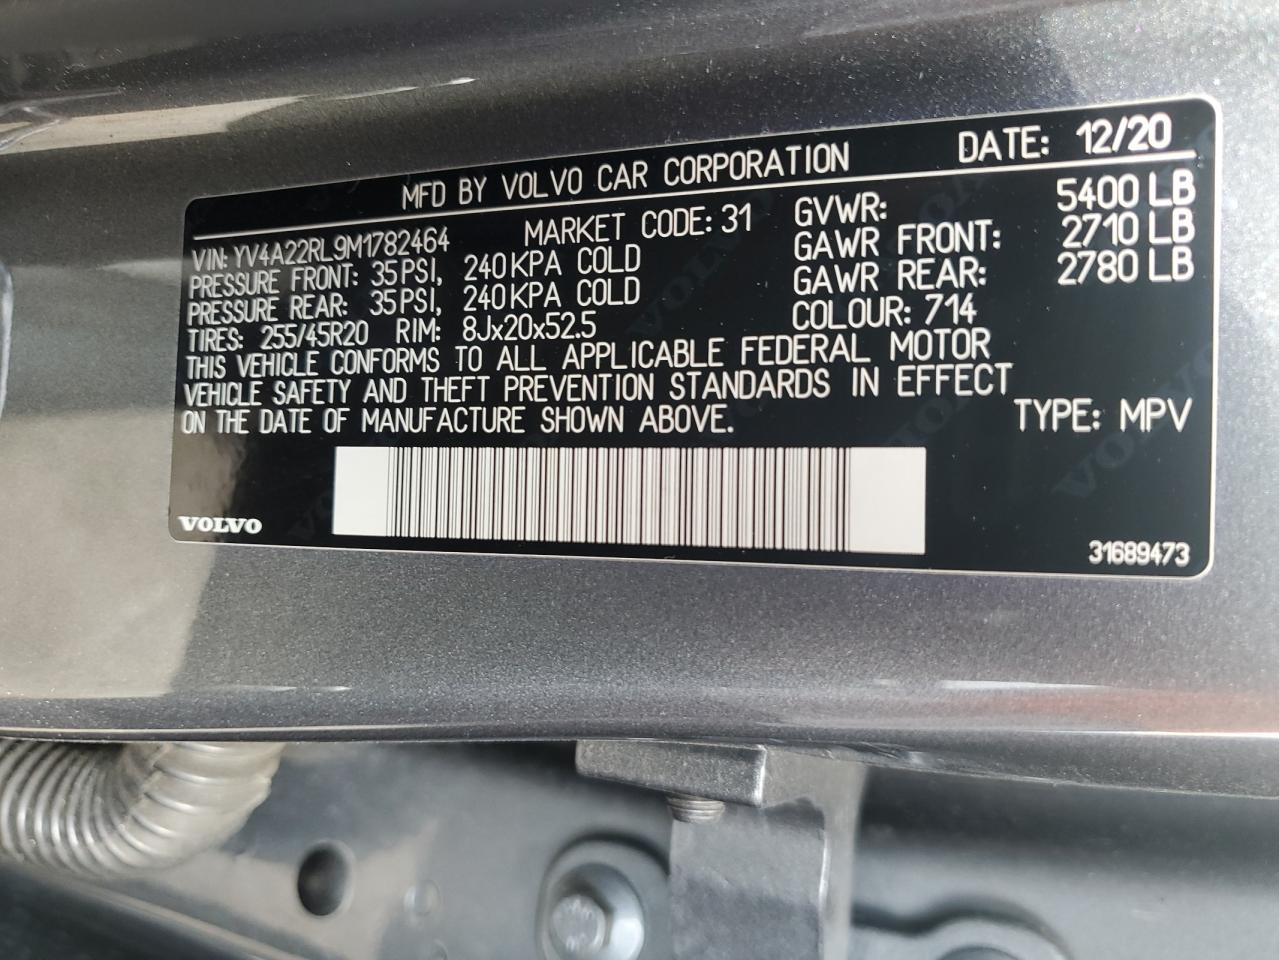 MFD BY VOLVO CAR CORPORATION DATE: 12/20
VIN: YV4A22RL9M1782464 MARKET CODE: 31 GVWR: 5400 LB
PRESSURE FRONT: 35 PSI, 240 KPA COLD GAWR FRONT: 2710 LB
PRESSURE REAR: 35 PSI, 240 KPA COLD GAWR REAR: 2780 LB
TIRES: 255/45R20 RIM: 8Jx20x52.5 COLOUR: 714
THIS VEHICLE CONFORMS TO ALL APPLICABLE FEDERAL MOTOR
VEHICLE SAFETY AND THEFT PREVENTION STANDARDS IN EFFECT
ON THE DATE OF MANUFACTURE SHOWN ABOVE. TYPE: MPV
VOLVO
31689473